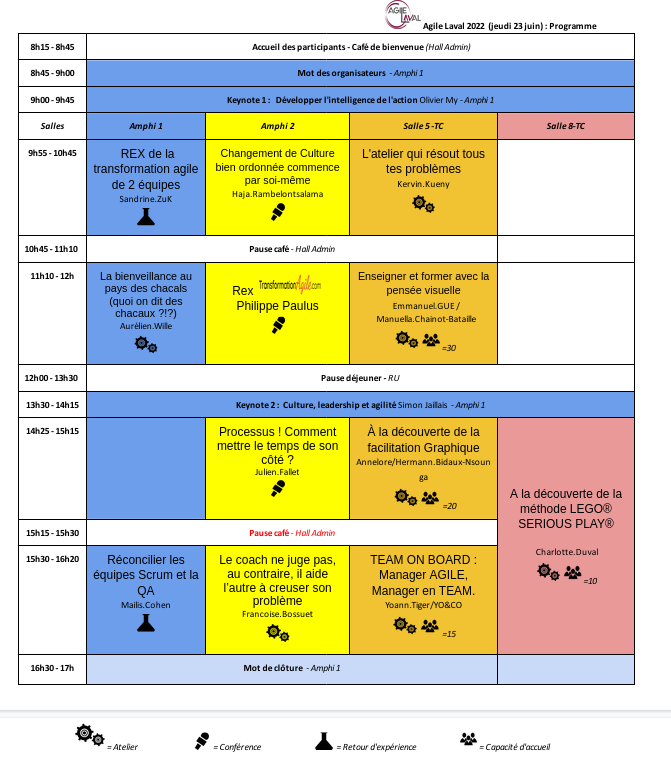 AGILE
LAVAL
Agile Laval 2022 (jeudi 23 juin) : Programme
8h15 - 8h45
Accueil des participants - Café de bienvenue (Hall Admin)
8h45 - 9h00
Mot des organisateurs - Amphi 1
9h00 - 9h45
Keynote 1 : Développer l'intelligence de l'action Olivier My - Amphi 1
Salles
Amphi 1
Amphi 2
Salle 5 -TC
Salle 8-TC
9h55 - 10h45
REX de la
transformation agile
de 2 équipes
Sandrine.ZuK
Changement de Culture
bien ordonnée commence
par soi-même
Haja.Rambelontsalama
L'atelier qui résout tous
tes problèmes
Kervin.Kueny
10h45 - 11h10
Pause café - Hall Admin
11h10 - 12h
La bienveillance au
pays des chacals
(quoi on dit des
chacaux ?!?)
Aurélien.Wille
Rex TransformationAgile.com
Philippe Paulus
Enseigner et former avec la
pensée visuelle
Emmanuel.GUE /
Manuella.Chainot-Bataille
=30
12h00 - 13h30
Pause déjeuner - RU
13h30 - 14h15
Keynote 2 : Culture, leadership et agilité Simon Jaillais - Amphi 1
14h25 - 15h15
Processus ! Comment
mettre le temps de son
côté ?
Julien.Fallet
À la découverte de la
facilitation Graphique
Annelore/Hermann.Bidaux-Nsoun
ga
=20
A la découverte de la
méthode LEGO®
SERIOUS PLAY®
Charlotte.Duval
=10
15h15 - 15h30
Pause café - Hall Admin
15h30 - 16h20
Réconcilier les
équipes Scrum et la
QA
Mailis.Cohen
Le coach ne juge pas,
au contraire, il aide
l'autre à creuser son
problème
Francoise.Bossuet
TEAM ON BOARD :
Manager AGILE,
Manager en TEAM.
Yoann.Tiger/YO&CO
=15
16h30 - 17h
Mot de clôture - Amphi 1
= Atelier
= Conférence
= Retour d'expérience
= Capacité d'accueil